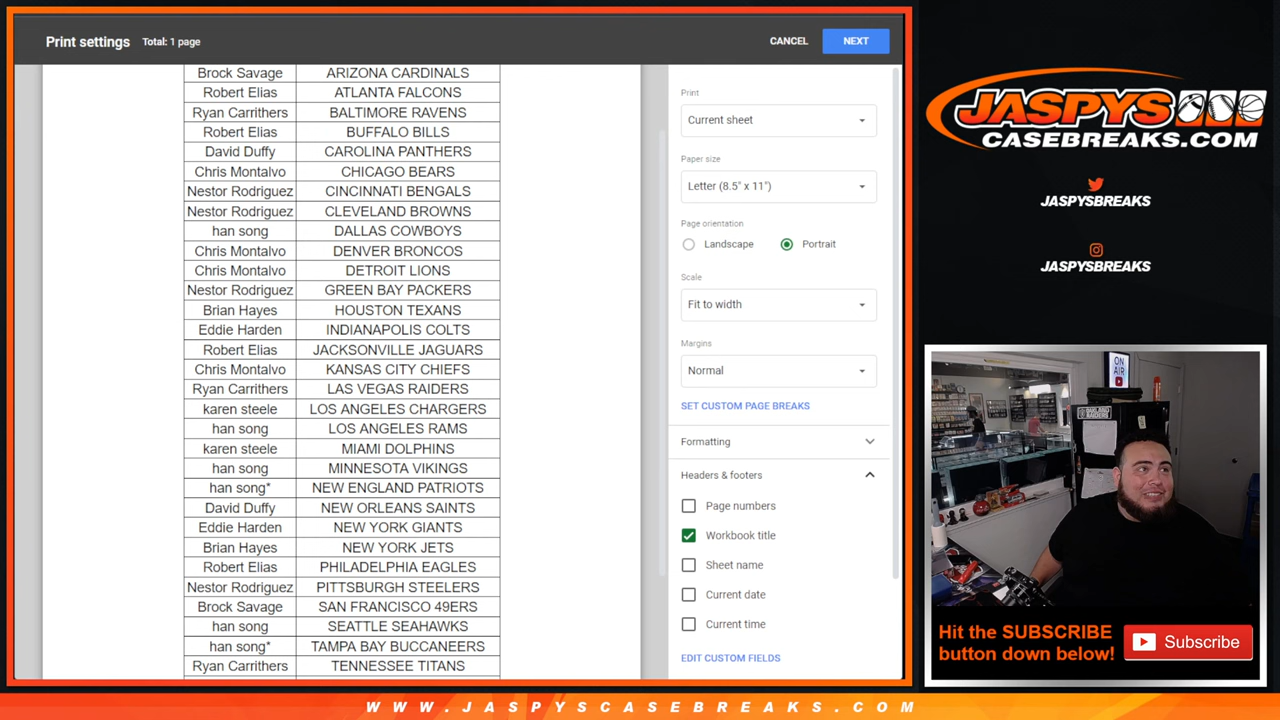 Print settings Total: 1 page
CANCEL NEXT
Brock Savage ARIZONA CARDINALS
Robert Elias ATLANTA FALCONS
Ryan Carrithers BALTIMORE RAVENS
Robert Elias BUFFALO BILLS
David Duffy CAROLINA PANTHERS
Chris Montalvo CHICAGO BEARS
Nestor Rodriguez CINCINNATI BENGALS
Nestor Rodriguez CLEVELAND BROWNS
han song DALLAS COWBOYS
Chris Montalvo DENVER BRONCOS
Chris Montalvo DETROIT LIONS
Nestor Rodriguez GREEN BAY PACKERS
Brian Hayes HOUSTON TEXANS
Eddie Harden INDIANAPOLIS COLTS
Robert Elias JACKSONVILLE JAGUARS
Chris Montalvo KANSAS CITY CHIEFS
Ryan Carrithers LAS VEGAS RAIDERS
karen steele LOS ANGELES CHARGERS
han song LOS ANGELES RAMS
karen steele MIAMI DOLPHINS
han song MINNESOTA VIKINGS
han song* NEW ENGLAND PATRIOTS
David Duffy NEW ORLEANS SAINTS
Eddie Harden NEW YORK GIANTS
Brian Hayes NEW YORK JETS
Robert Elias PHILADELPHIA EAGLES
Nestor Rodriguez PITTSBURGH STEELERS
Brock Savage SAN FRANCISCO 49ERS
han song SEATTLE SEAHAWKS
han song* TAMPA BAY BUCCANEERS
Ryan Carrithers TENNESSEE TITANS
Print
Current sheet
Paper size
Letter (8.5" x 11")
Page orientation
Landscape Portrait
Scale
Fit to width
Margins
Normal
SET CUSTOM PAGE BREAKS
Formatting
Headers & footers
Page numbers
Workbook title
Sheet name
Current date
Current time
EDIT CUSTOM FIELDS
JASPYS
CASEBREAKS.COM
JASPYSBREAKS
JASPYSBREAKS
ON
AIR
OAKLAND
RAIDERS
Hit the SUBSCRIBE
button down below!
Subscribe
WWW.JASPYSCASEBREAKS.COM